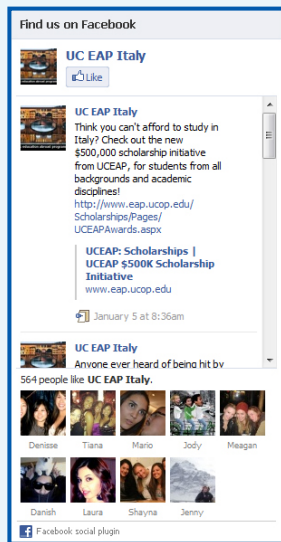 Find us on Facebook
UC EAP Italy
Like
UC EAP Italy
Think you can't afford to study in
Italy? Check out the new
$500,000 scholarship initiative
from UCEAP, for students from all
backgrounds and academic
disciplines!
http://www.eap.ucop.edu/
Scholarships/Pages/
UCEAPAwards.aspx
UCEAP: Scholarships |
UCEAP $500K Scholarship
Initiative
www.eap.ucop.edu
January 5 at 8:36am
UC EAP Italy
Anyone ever heard of being hit by
564 people like UC EAP Italy.
Denisse Tiana Mario Jody Meagan
Danish Laura Shayna Jenny
Facebook social plugin